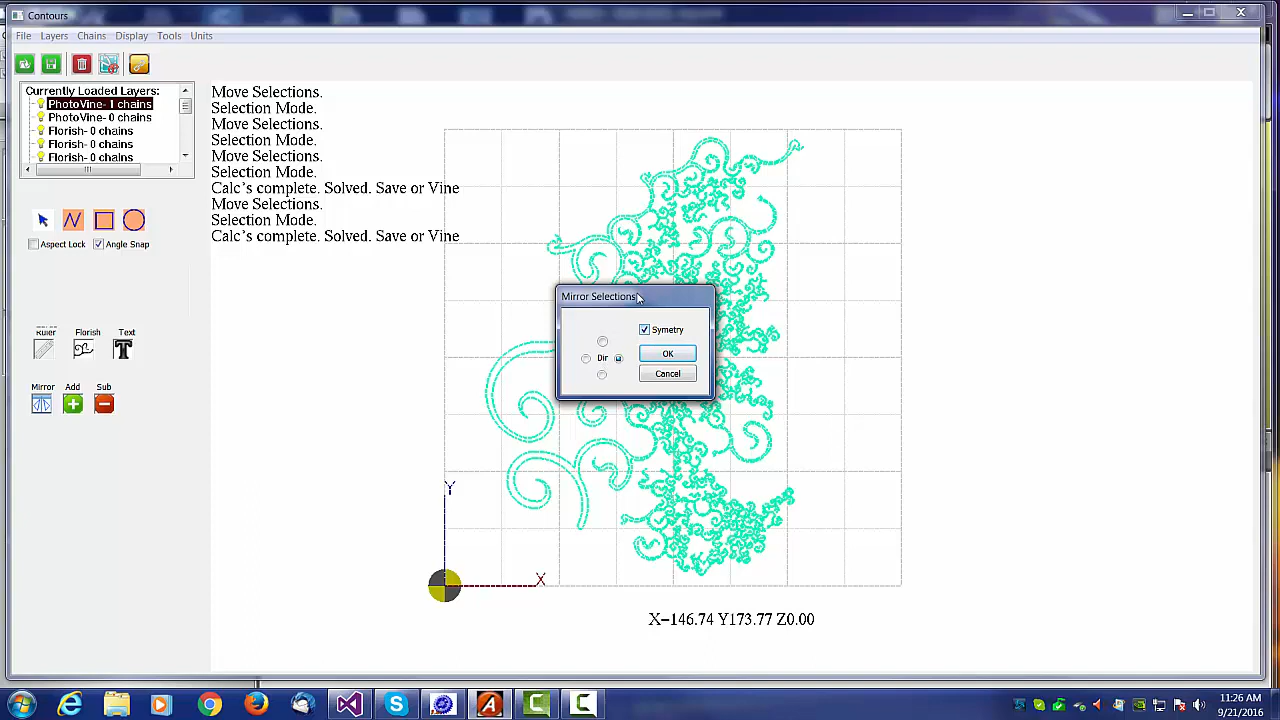 Contours
File Layers Chains Display Tools Units
Currently Loaded Layers:
PhotoVine- 1 chains
PhotoVine- 0 chains
Florish- 0 chains
Florish- 0 chains
Florish- 0 chains
Aspect Lock
Angle Snap
Ruler Florish Text
Mirror Add Sub
Move Selections.
Selection Mode.
Move Selections.
Selection Mode.
Move Selections.
Selection Mode.
Calc's complete. Solved. Save or Vine
Move Selections.
Selection Mode.
Calc's complete. Solved. Save or Vine
Mirror Selections
Symetry
Dir
OK
Cancel
Y
X
X-146.74 Y173.77 Z0.00
11:26 AM
9/21/2016